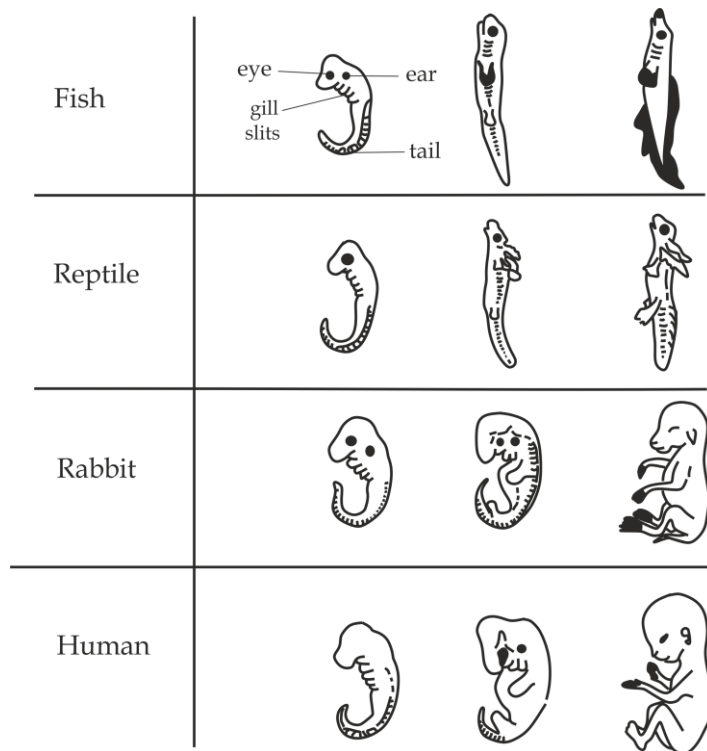 eye
ear
Fish
gill
slits
tail
Reptile
Rabbit
Human